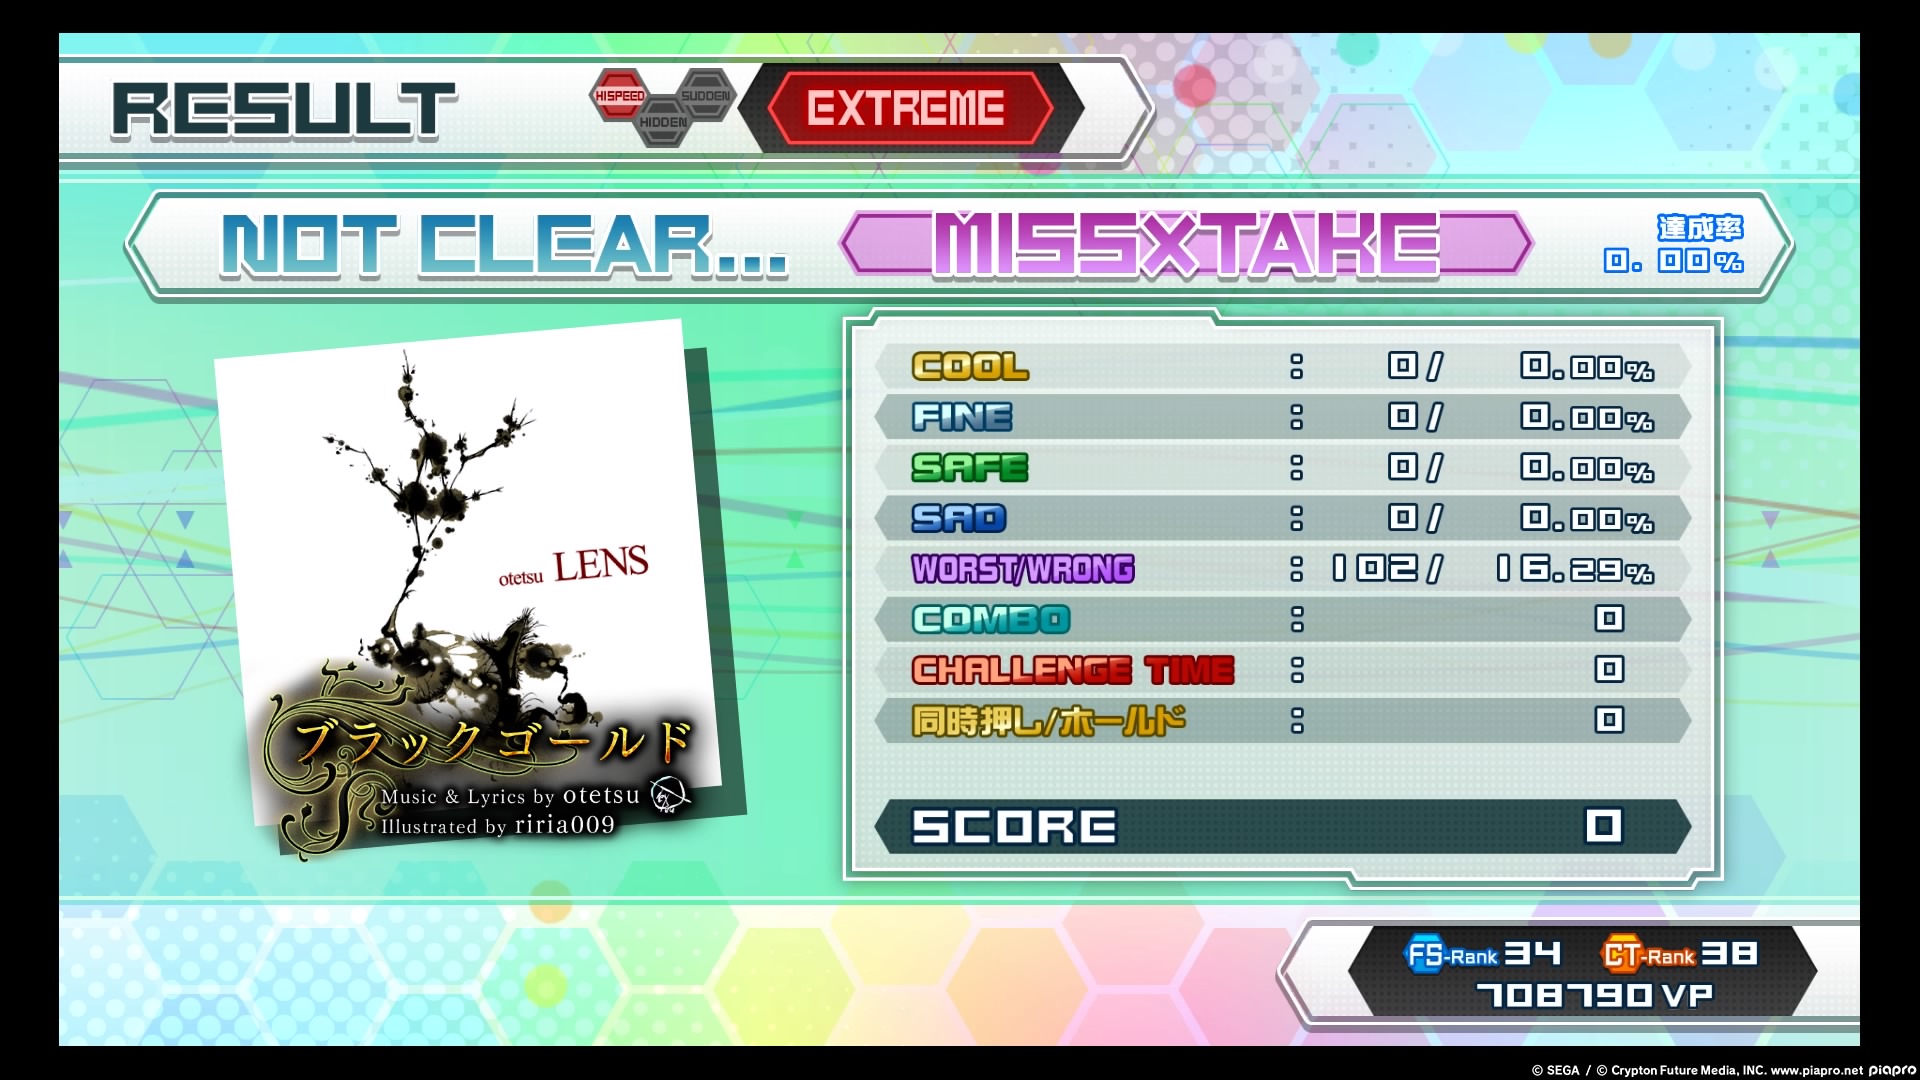 RESULT
HISPEED
HIDDEN
SUDDEN
EXTREME
NOT CLEAR...
MISSxTAKE
達成率
0.00%
otetsu LENS
ブラックゴールド
Music & Lyrics by otetsu
Illustrated by riria009
COOL : 0/ 0.00%
FINE : 0/ 0.00%
SAFE : 0/ 0.00%
SAD : 0/ 0.00%
WORST/WRONG : 102/ 16.29%
COMBO : 0
CHALLENGE TIME : 0
同時押し/ホールド : 0
SCORE 0
FS-Rank 34 CT-Rank 38
708790 VP
© SEGA / © Crypton Future Media, INC. www.piapro.net piapro